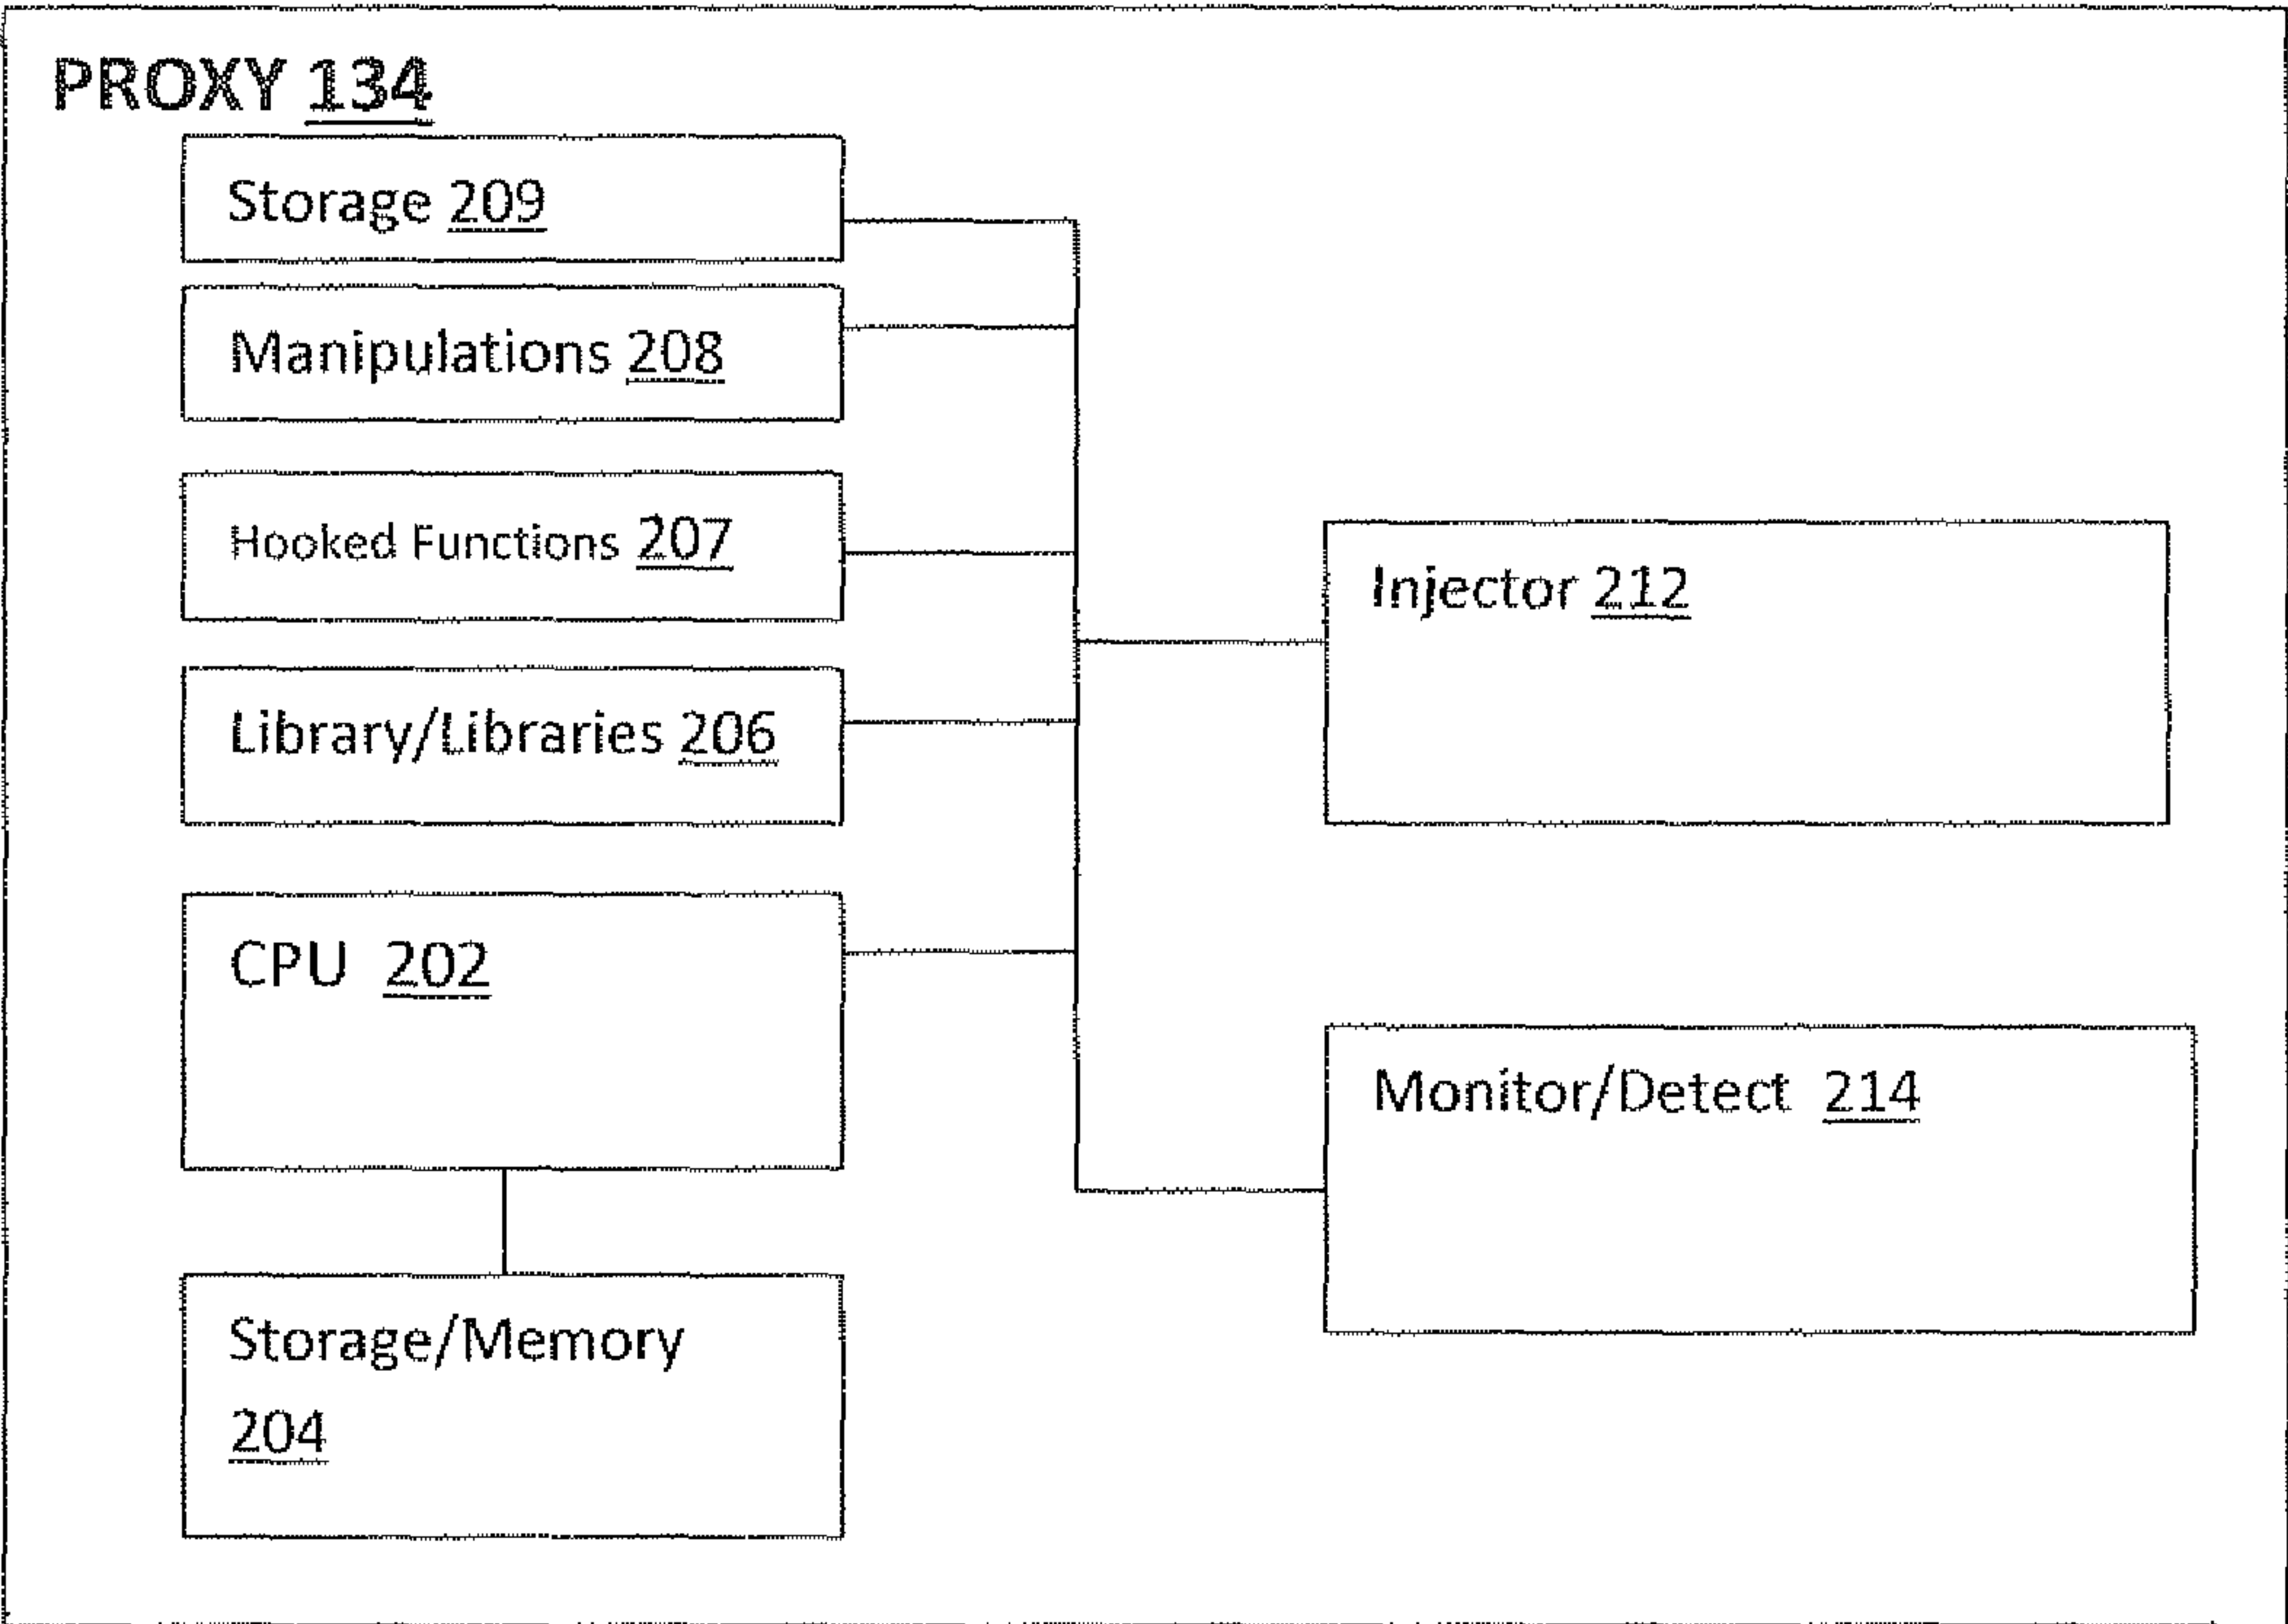 PROXY 134
Storage 209
Manipulations 208
Hooked Functions 207
Injector 212
Library/Libraries 206
CPU 202
Monitor/Detect 214
Storage/Memory
204